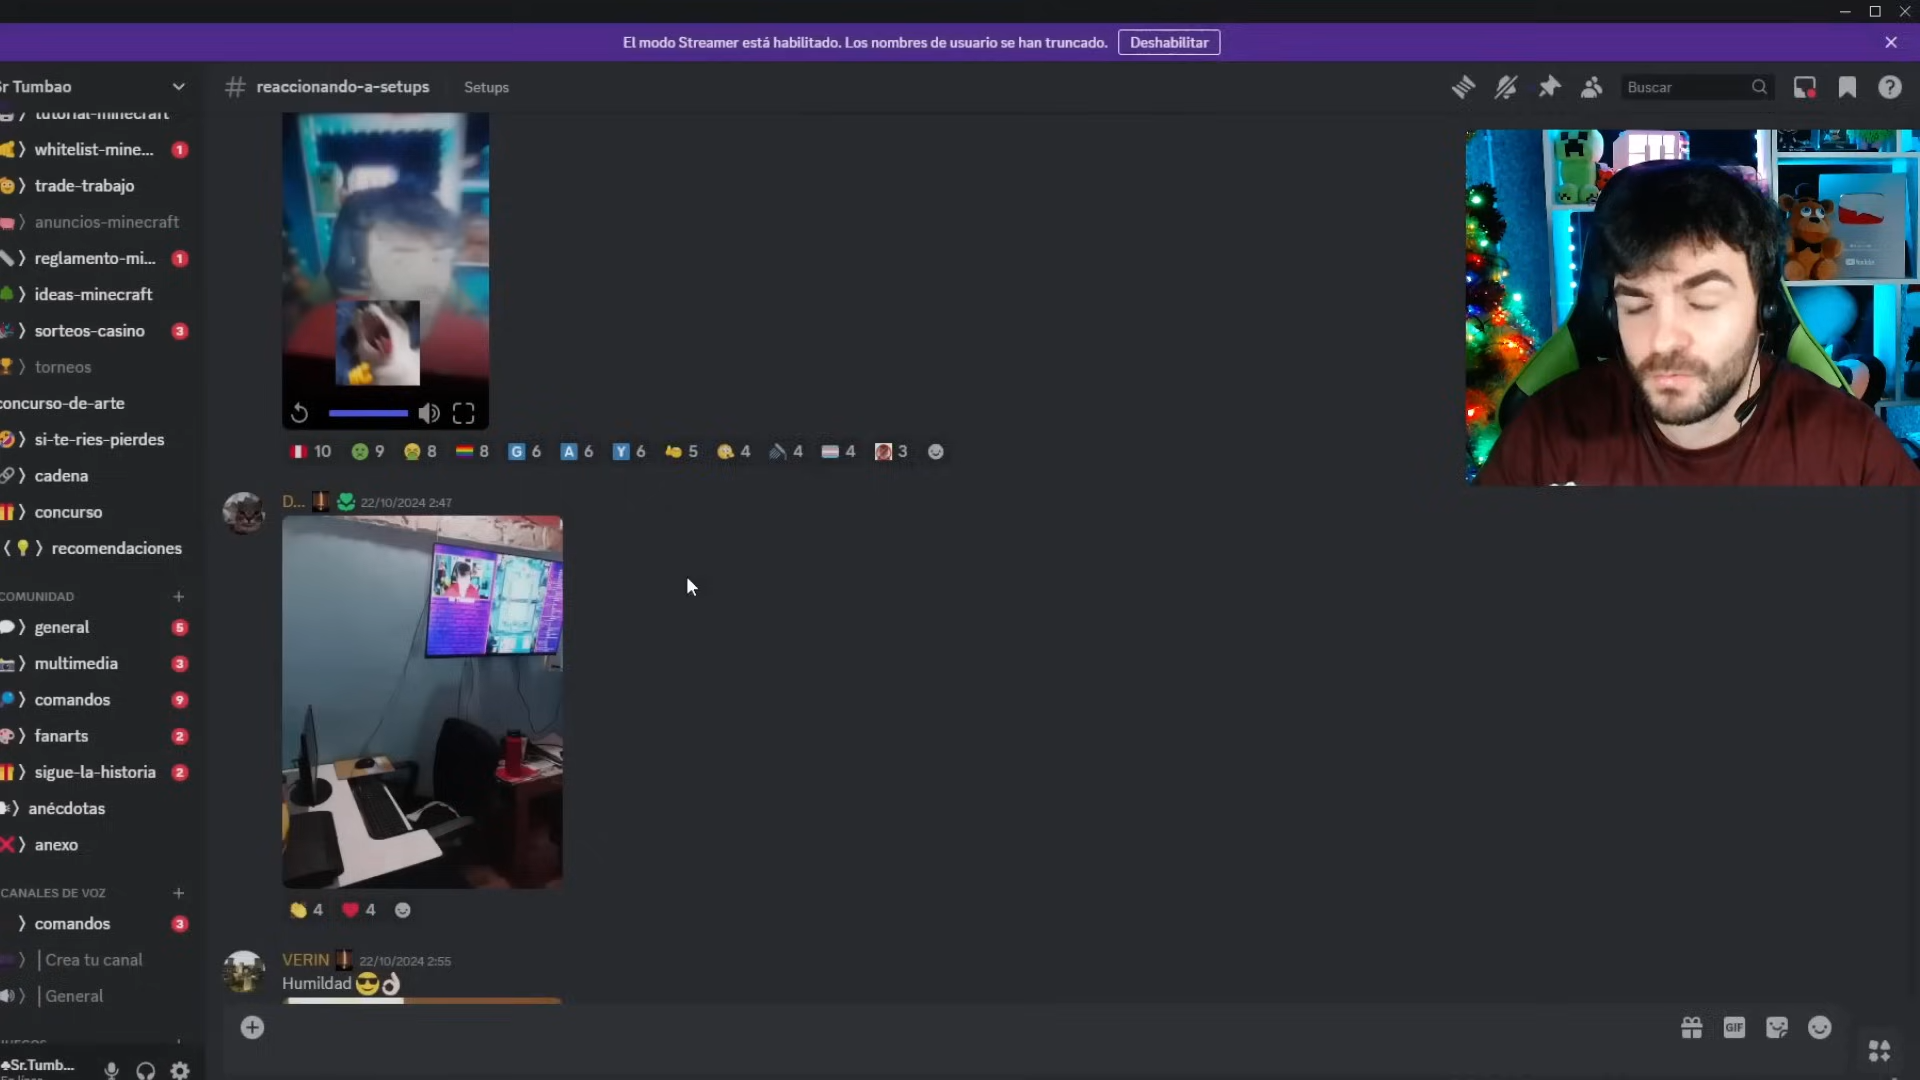 El modo Streamer está habilitado. Los nombres de usuario se han truncado.
Deshabilitar
Sr Tumbao
# reaccionando-a-setups
Setups
Buscar
tutorial-minecraft
whitelist-mine...
1
trade-trabajo
anuncios-minecraft
reglamento-mi...
1
ideas-minecraft
sorteos-casino
3
torneos
concurso-de-arte
si-te-ries-pierdes
cadena
concurso
recomendaciones
COMUNIDAD
general
5
multimedia
3
comandos
9
fanarts
2
sigue-la-historia
2
anécdotas
anexo
CANALES DE VOZ
comandos
3
|Crea tu canal
|General
♣Sr.Tumb...
10 9 8 8 G 6 A 6 Y 6 5 4 4 4 3
D... 22/10/2024 2:47
4 4
VERIN 22/10/2024 2:55
Humildad 😎👌
GIF